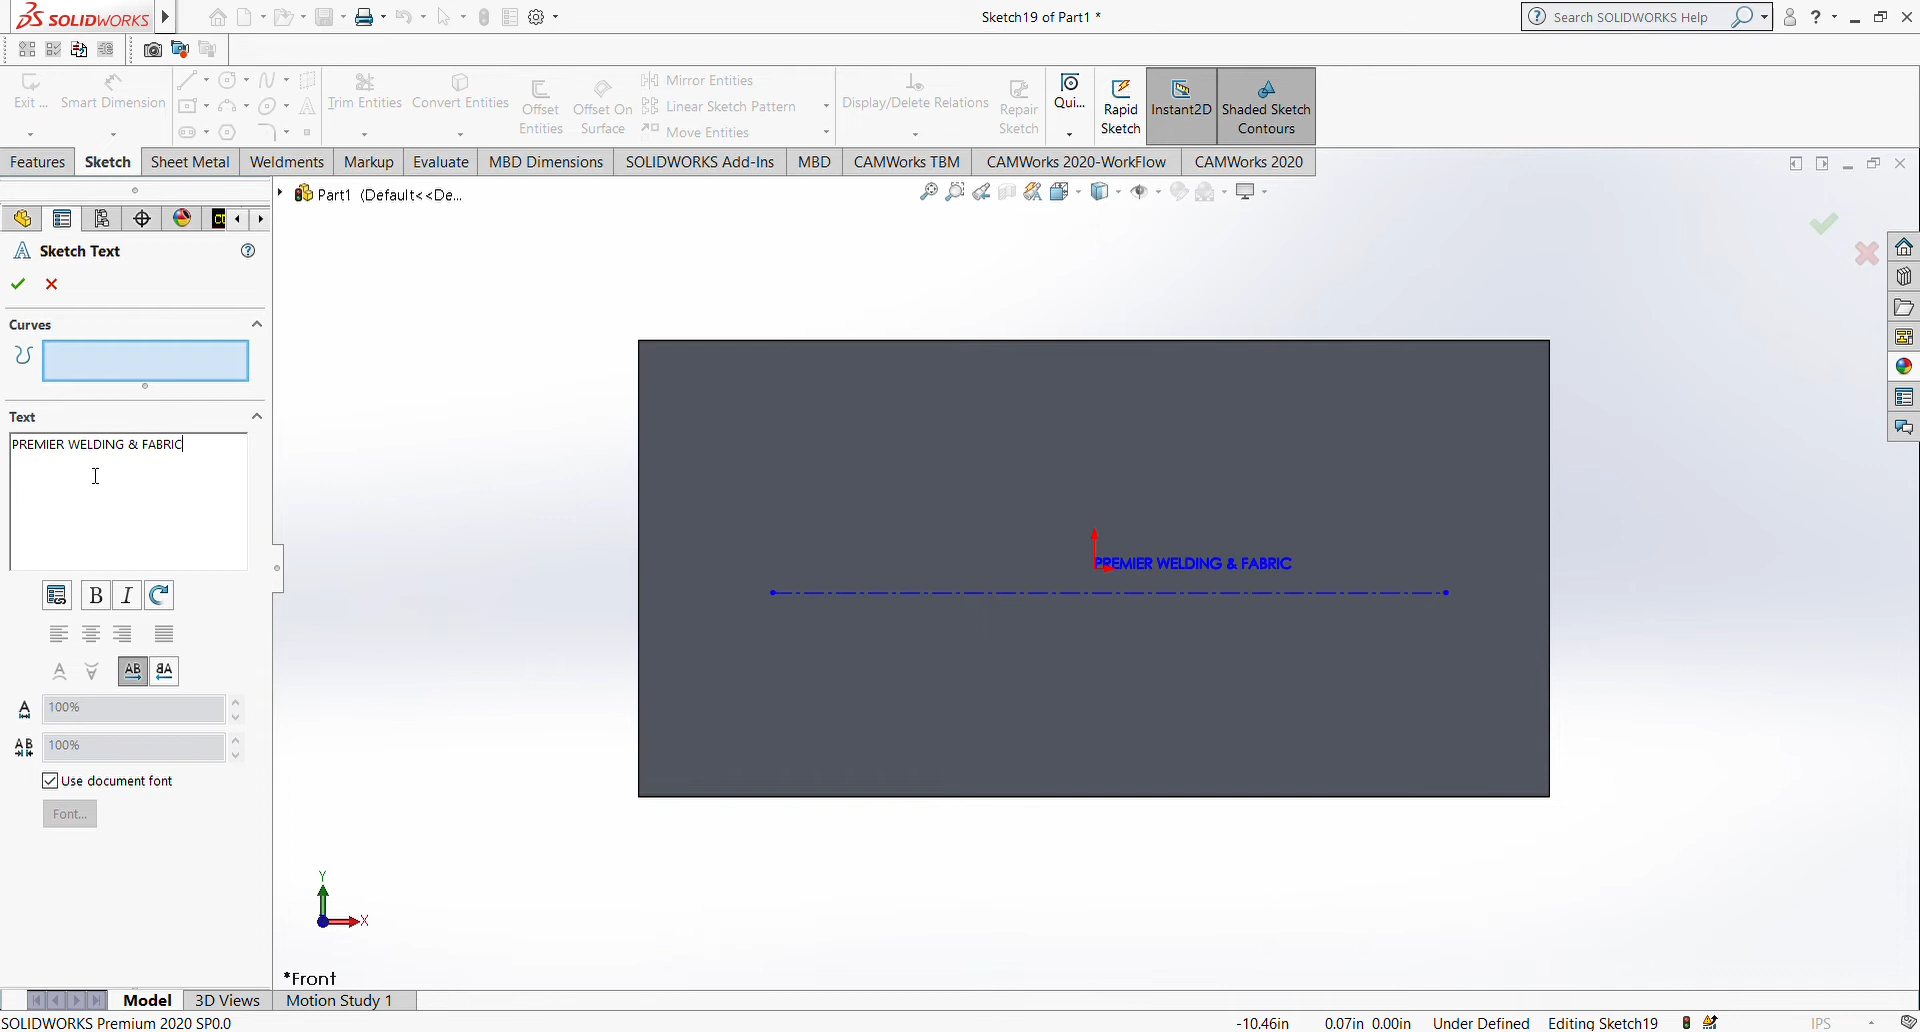 SOLIDWORKS
Sketch19 of Part1 *
Search SOLIDWORKS Help
Exit ...
Smart Dimension
Trim Entities
Convert Entities
Offset Entities
Offset On Surface
Mirror Entities
Linear Sketch Pattern
Move Entities
Display/Delete Relations
Repair Sketch
Qui...
Rapid Sketch
Instant2D
Shaded Sketch Contours
Features
Sketch
Sheet Metal
Weldments
Markup
Evaluate
MBD Dimensions
SOLIDWORKS Add-Ins
MBD
CAMWorks TBM
CAMWorks 2020-WorkFlow
CAMWorks 2020
Part1 (Default<<De...
Sketch Text
Curves
Text
PREMIER WELDING & FABRIC
B I
AB
100%
AB
100%
Use document font
Font...
PREMIER WELDING & FABRIC
Y
X
*Front
Model
3D Views
Motion Study 1
SOLIDWORKS Premium 2020 SP0.0
-10.46in
0.07in 0.00in
Under Defined
Editing Sketch19
IPS